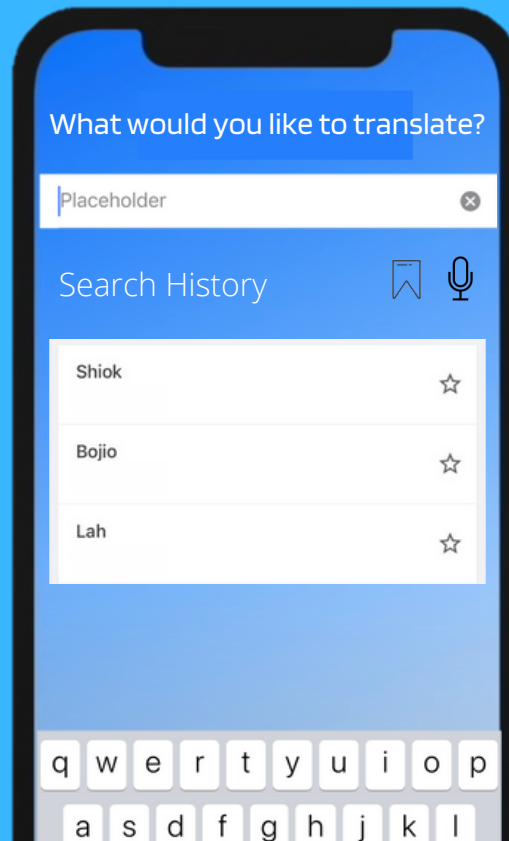 What would you like to translate?
Placeholder
Search History
Shiok
Bojio
Lah
q w e r t y u i o p
a s d f g h j k l